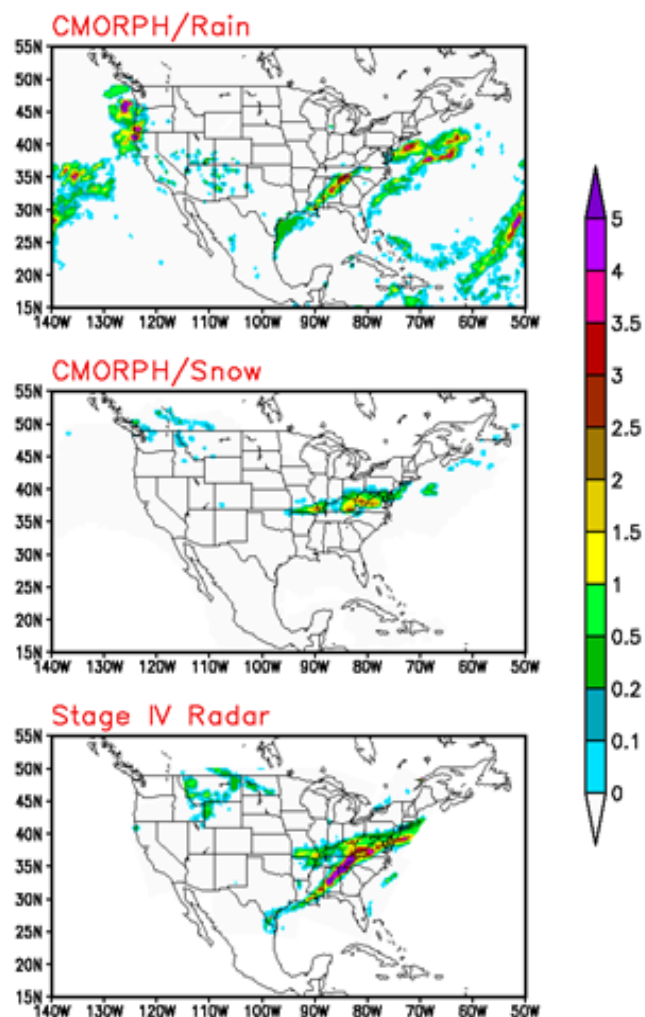 CMORPH/Rain
55N
50N
45N
40N
35N
30N
25N
20N
15N
140W 130W 120W 110W 100W 90W 80W 70W 60W 50W
CMORPH/Snow
55N
50N
45N
40N
35N
30N
25N
20N
15N
140W 130W 120W 110W 100W 90W 80W 70W 60W 50W
Stage IV Radar
55N
50N
45N
40N
35N
30N
25N
20N
15N
140W 130W 120W 110W 100W 90W 80W 70W 60W 50W
5
4
3.5
3
2.5
2
1.5
1
0.5
0.2
0.1
0